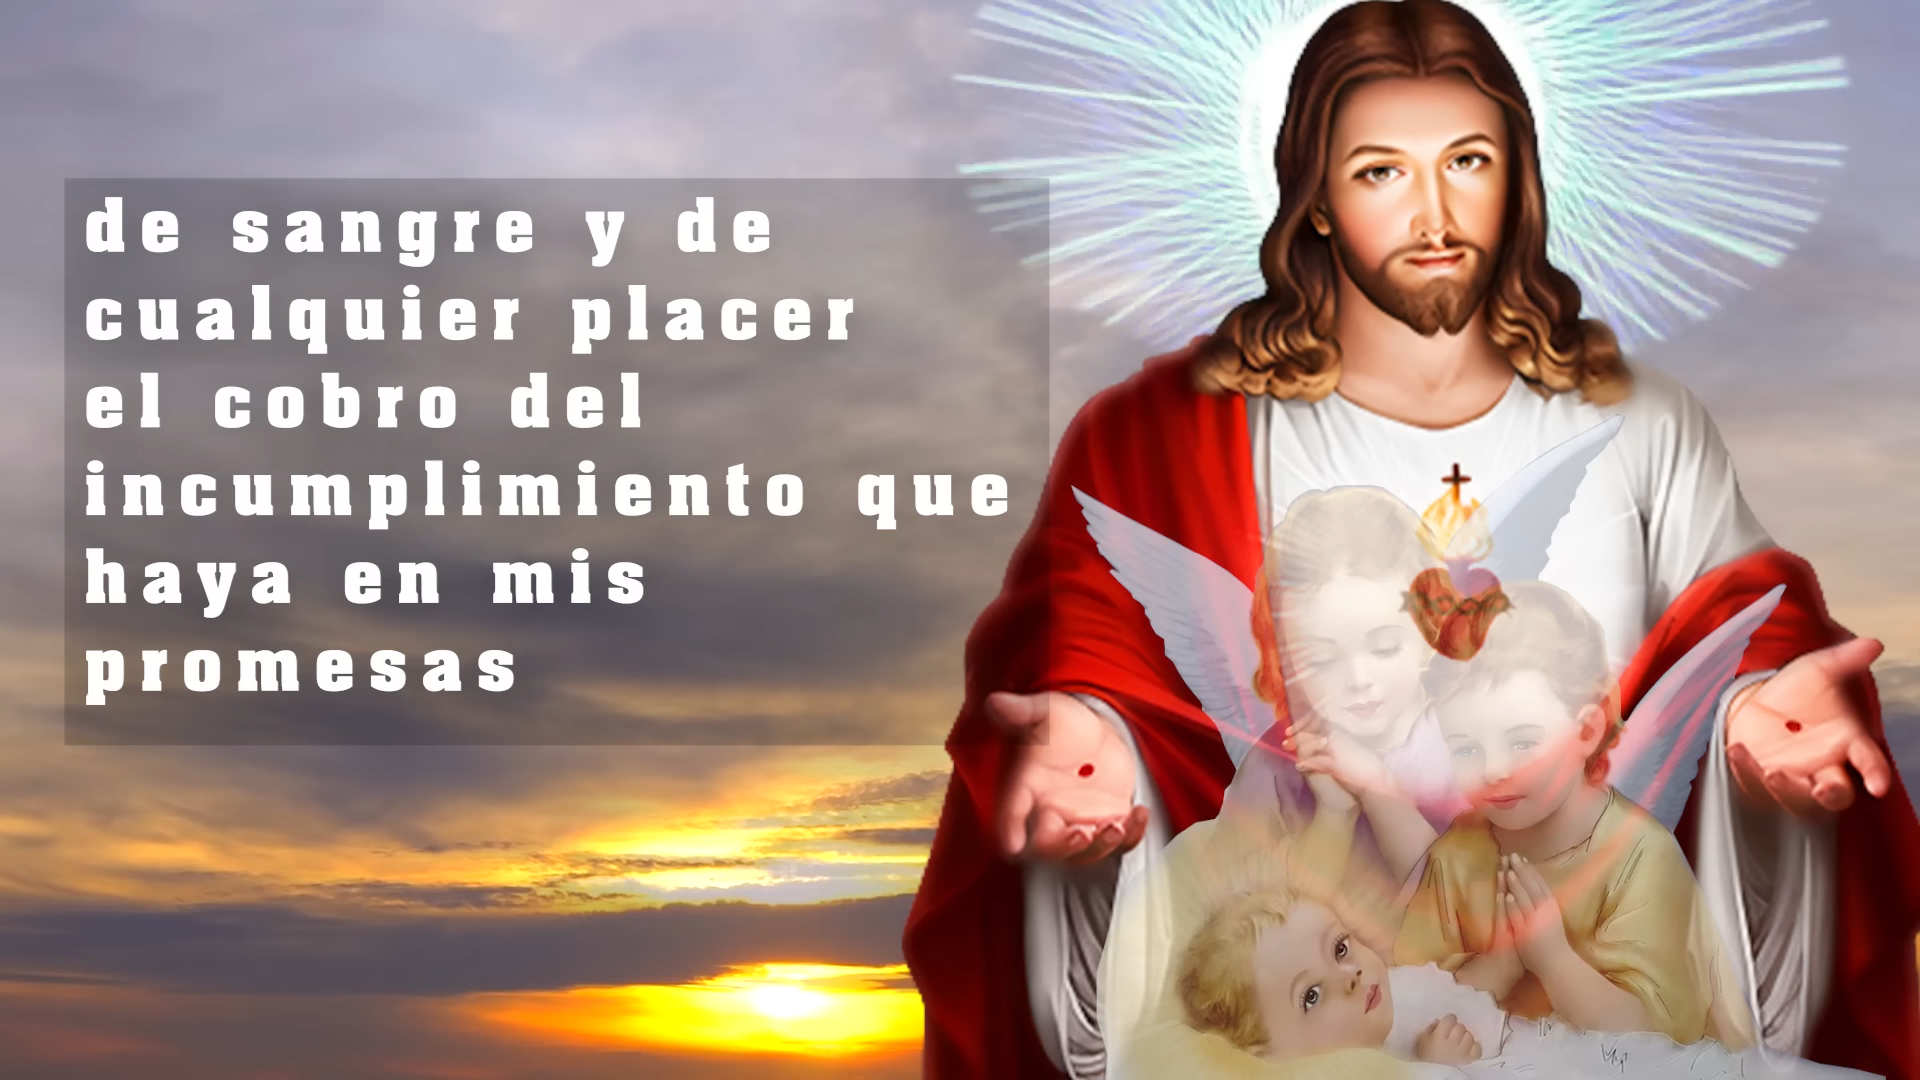 de sangre y de
cualquier placer
el cobro del
incumplimiento que
haya en mis
promesas